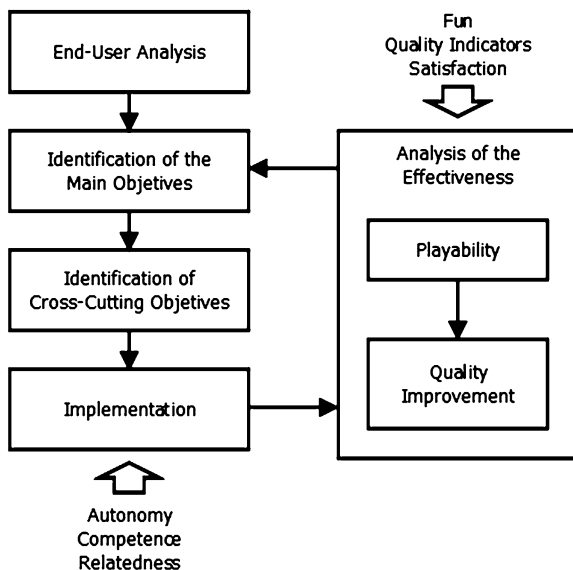 End-User Analysis
Identification of the
Main Objetives
Identification of
Cross-Cutting Objetives
Implementation
Autonomy
Competence
Relatedness
Fun
Quality Indicators
Satisfaction
Analysis of the
Effectiveness
Playability
Quality
Improvement